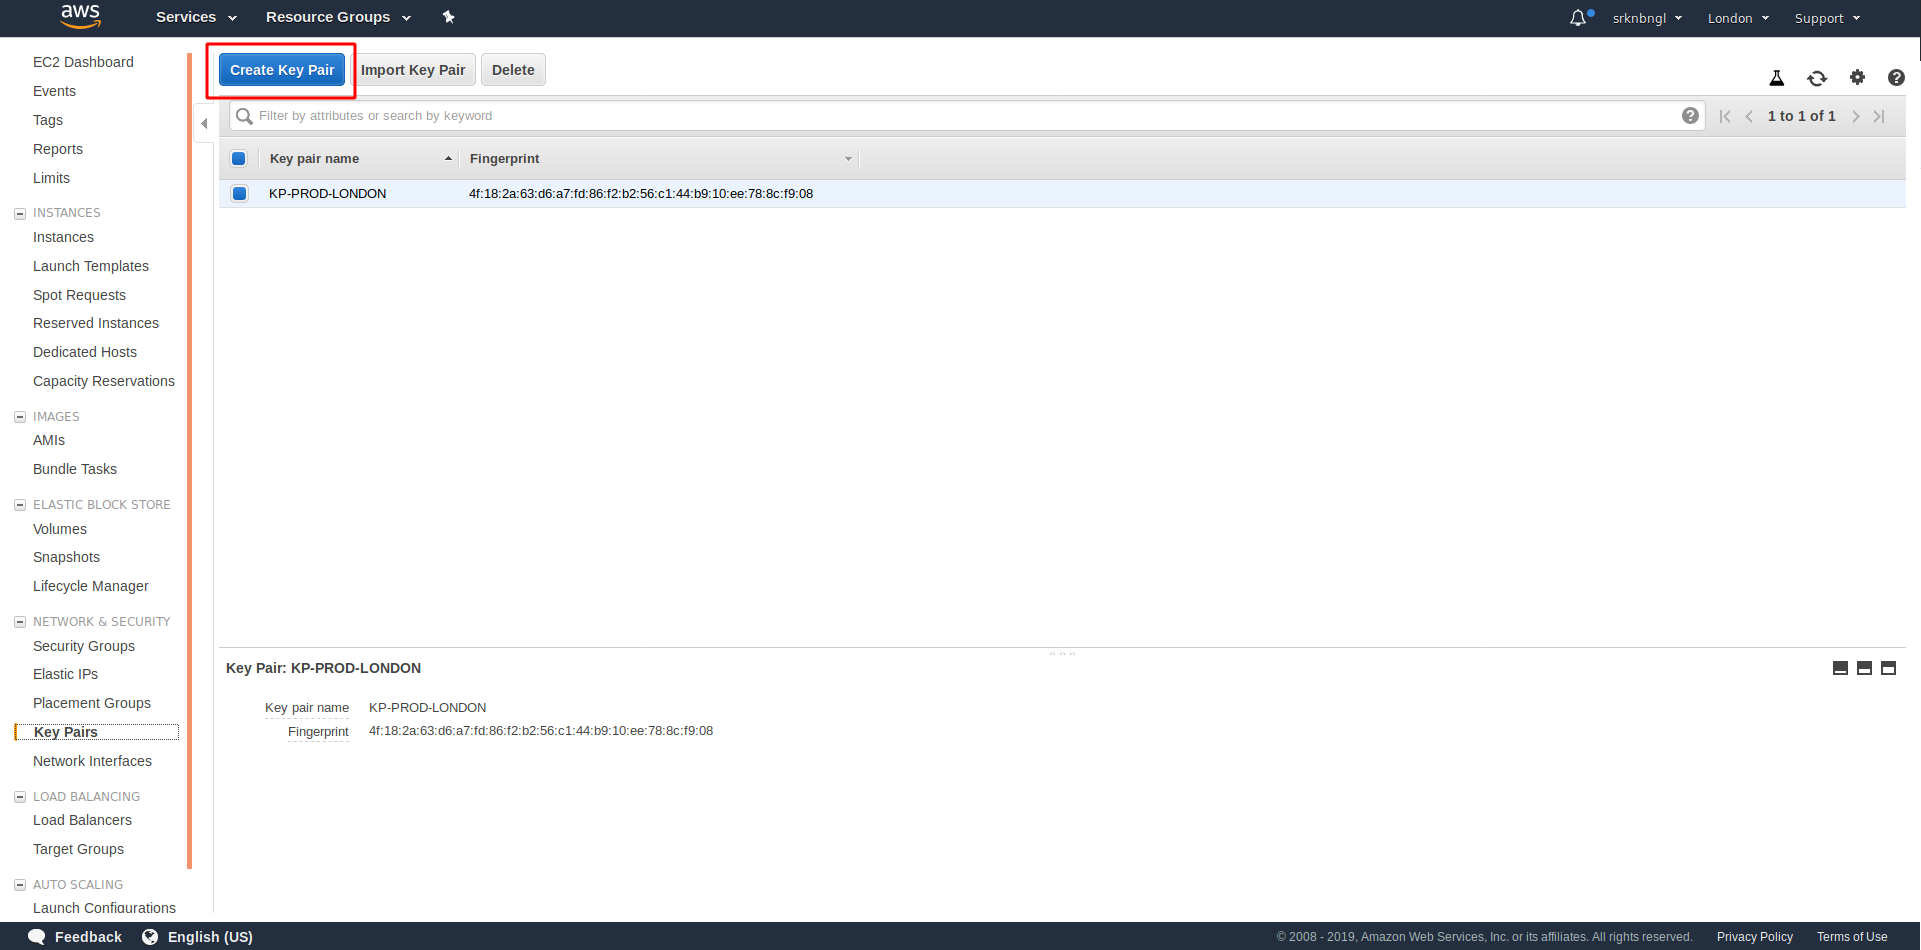 aws Services Resource Groups srknbngl London Support
EC2 Dashboard
Events
Tags
Reports
Limits
INSTANCES
Instances
Launch Templates
Spot Requests
Reserved Instances
Dedicated Hosts
Capacity Reservations
IMAGES
AMIs
Bundle Tasks
ELASTIC BLOCK STORE
Volumes
Snapshots
Lifecycle Manager
NETWORK & SECURITY
Security Groups
Elastic IPs
Placement Groups
Key Pairs
Network Interfaces
LOAD BALANCING
Load Balancers
Target Groups
AUTO SCALING
Launch Configurations
Create Key Pair Import Key Pair Delete
Filter by attributes or search by keyword 1 to 1 of 1
Key pair name Fingerprint
KP-PROD-LONDON 4f:18:2a:63:d6:a7:fd:86:f2:b2:56:c1:44:b9:10:ee:78:8c:f9:08
Key Pair: KP-PROD-LONDON
Key pair name KP-PROD-LONDON
Fingerprint 4f:18:2a:63:d6:a7:fd:86:f2:b2:56:c1:44:b9:10:ee:78:8c:f9:08
Feedback English (US) © 2008 - 2019, Amazon Web Services, Inc. or its affiliates. All rights reserved. Privacy Policy Terms of Use